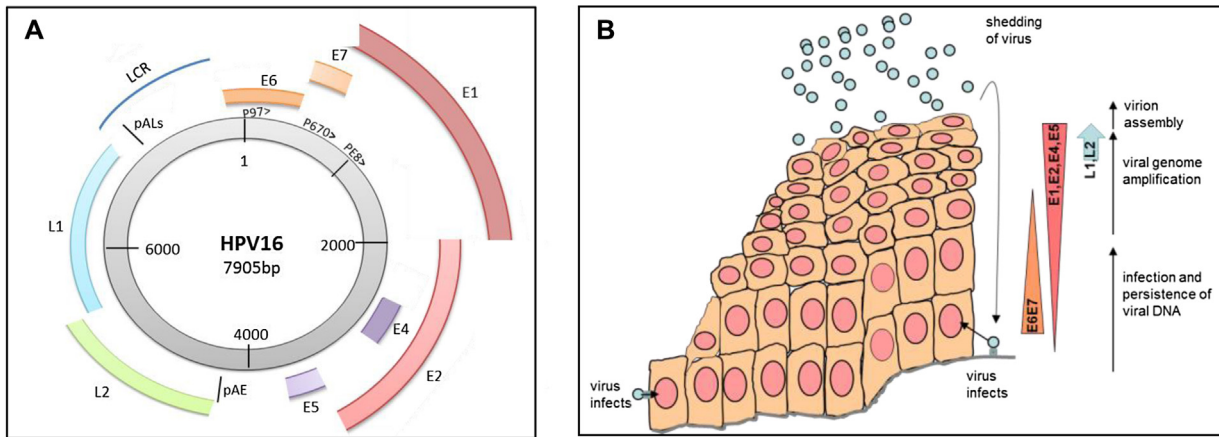 A
LCR
E6
E7
E1
P97>
P670>
PE8>
pALs
1
L1
6000
HPV16
7905bp
2000
4000
E4
E2
E5
pAE
L2
B
shedding
of virus
virion
assembly
E1,E2,E4,E5
L1,L2
viral genome
amplification
E6E7
infection and
persistence of
viral DNA
virus
infects
virus
infects